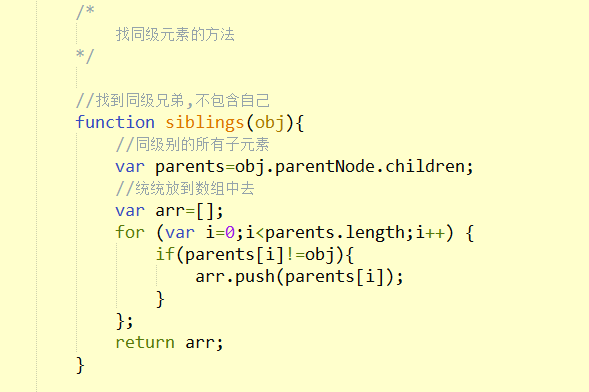 /*
找同级元素的方法
*/
//找到同级兄弟,不包含自己
function siblings(obj){
//同级别的所有子元素
var parents=obj.parentNode.children;
//统统放到数组中去
var arr=[];
for (var i=0;i<parents.length;i++) {
if(parents[i]!=obj){
arr.push(parents[i]);
}
};
return arr;
}